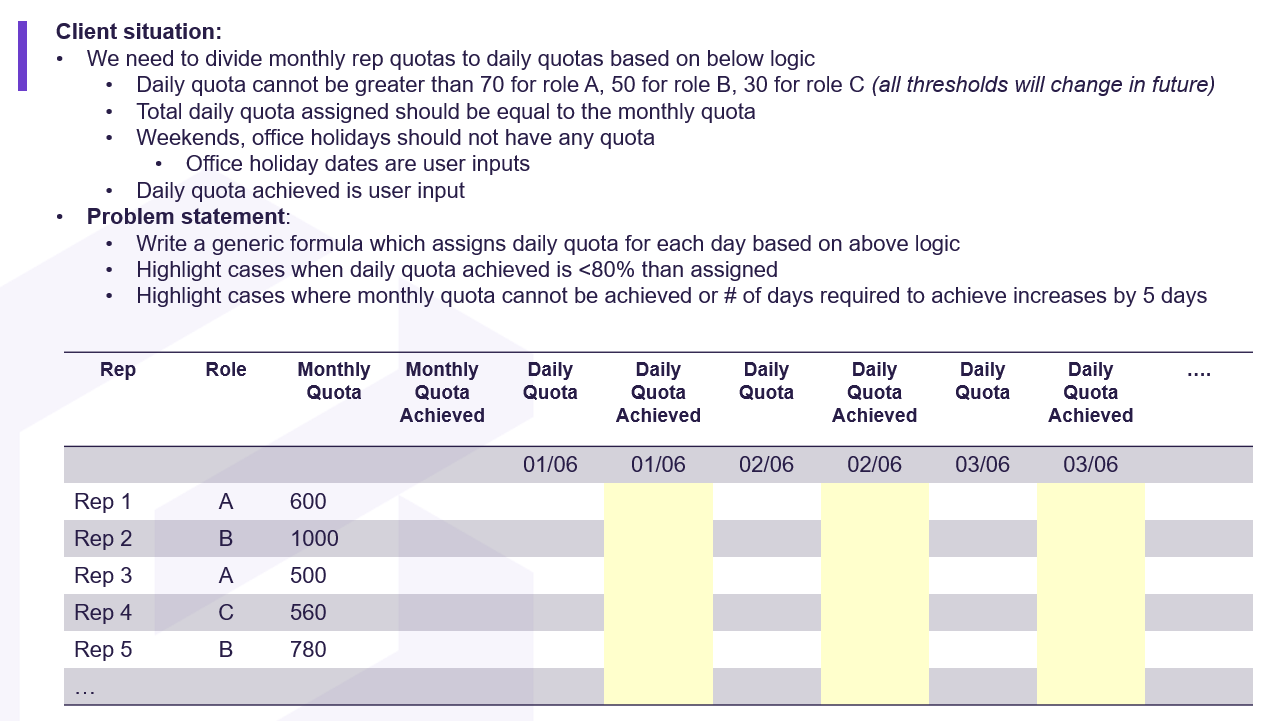 Client situation:
• We need to divide monthly rep quotas to daily quotas based on below logic
• Daily quota cannot be greater than 70 for role A, 50 for role B, 30 for role C (all thresholds will change in future)
• Total daily quota assigned should be equal to the monthly quota
• Weekends, office holidays should not have any quota
• Office holiday dates are user inputs
• Daily quota achieved is user input
• Problem statement:
• Write a generic formula which assigns daily quota for each day based on above logic
• Highlight cases when daily quota achieved is <80% than assigned
• Highlight cases where monthly quota cannot be achieved or # of days required to achieve increases by 5 days
Rep Role Monthly Monthly Daily Daily Daily Daily Daily Daily ....
Quota Quota Quota Quota Quota Quota Quota Quota
Achieved Achieved Achieved Achieved
01/06 01/06 02/06 02/06 03/06 03/06
Rep 1 A 600
Rep 2 B 1000
Rep 3 A 500
Rep 4 C 560
Rep 5 B 780
…